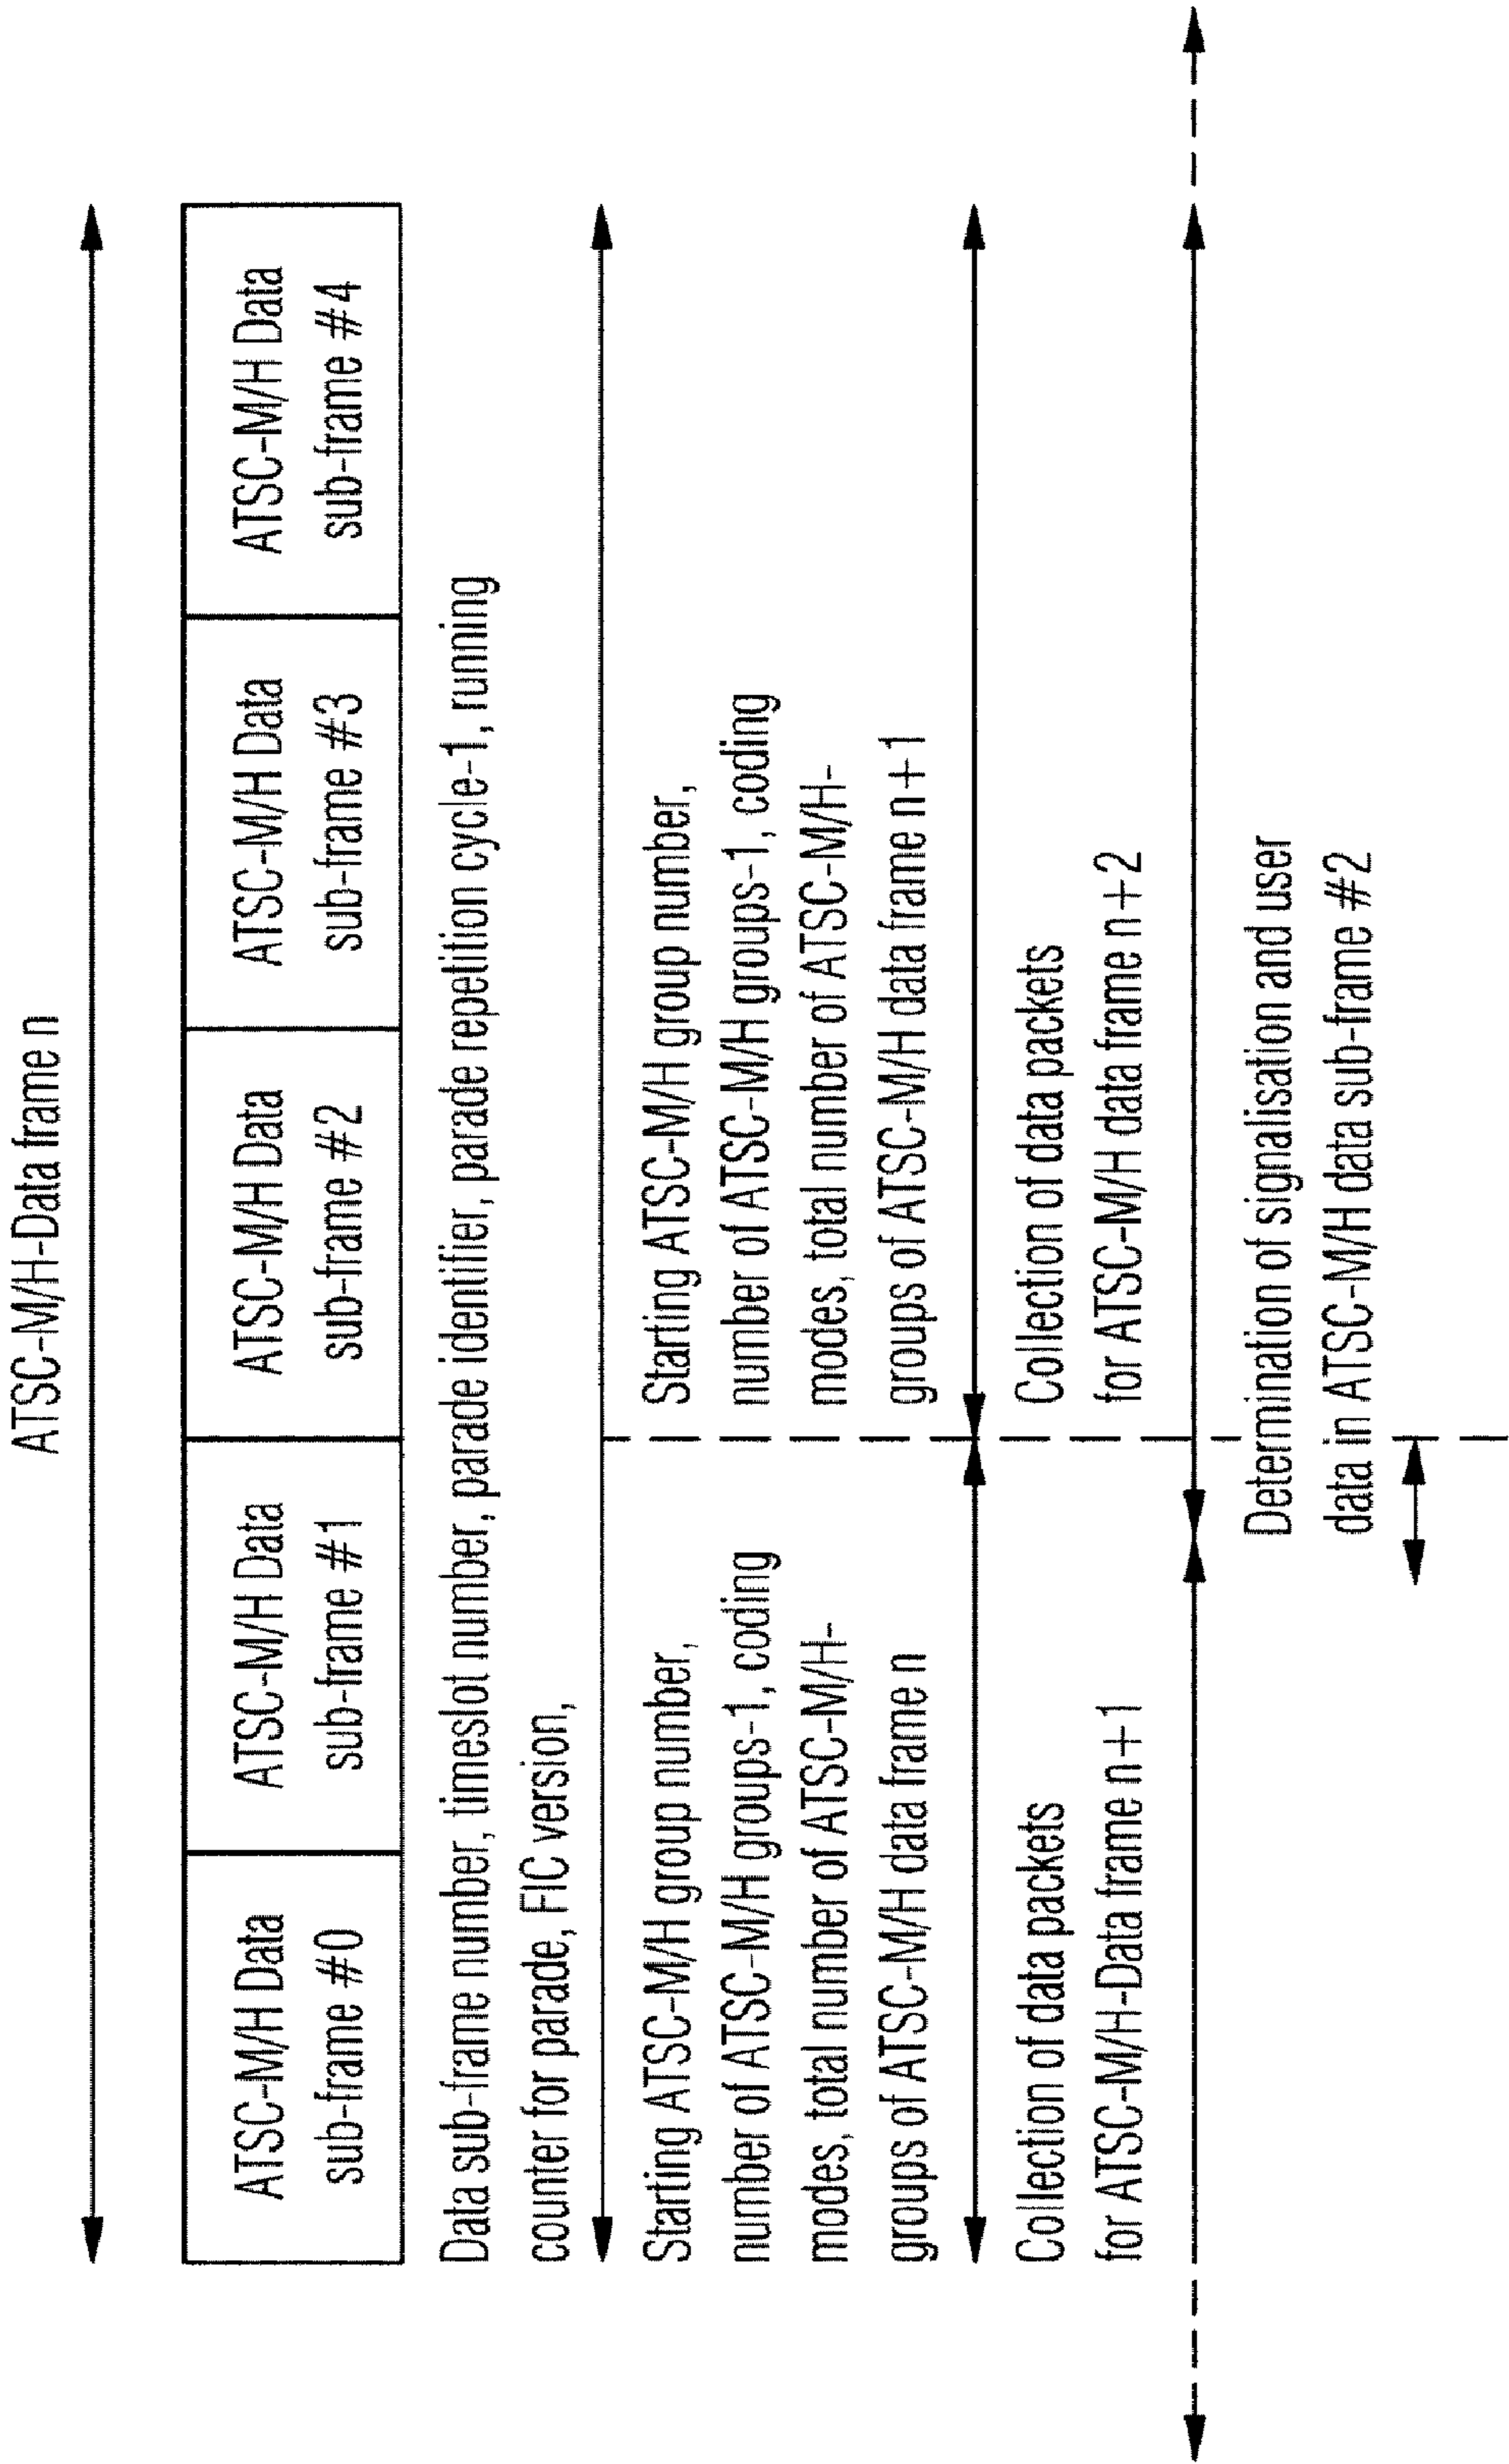 ATSC-M/H-Data frame n
ATSC-M/H Data
sub-frame #0
ATSC-M/H Data
sub-frame #1
ATSC-M/H Data
sub-frame #2
ATSC-M/H Data
sub-frame #3
ATSC-M/H Data
sub-frame #4
Data sub-frame number, timeslot number, parade identifier, parade repetition cycle-1, running
counter for parade, FIC version,
Starting ATSC-M/H group number,
number of ATSC-M/H groups-1, coding
modes, total number of ATSC-M/H-
groups of ATSC-M/H data frame n
Starting ATSC-M/H group number,
number of ATSC-M/H groups-1, coding
modes, total number of ATSC-M/H-
groups of ATSC-M/H data frame n+1
Collection of data packets
for ATSC-M/H-Data frame n+1
Collection of data packets
for ATSC-M/H data frame n+2
Determination of signalisation and user
data in ATSC-M/H data sub-frame #2